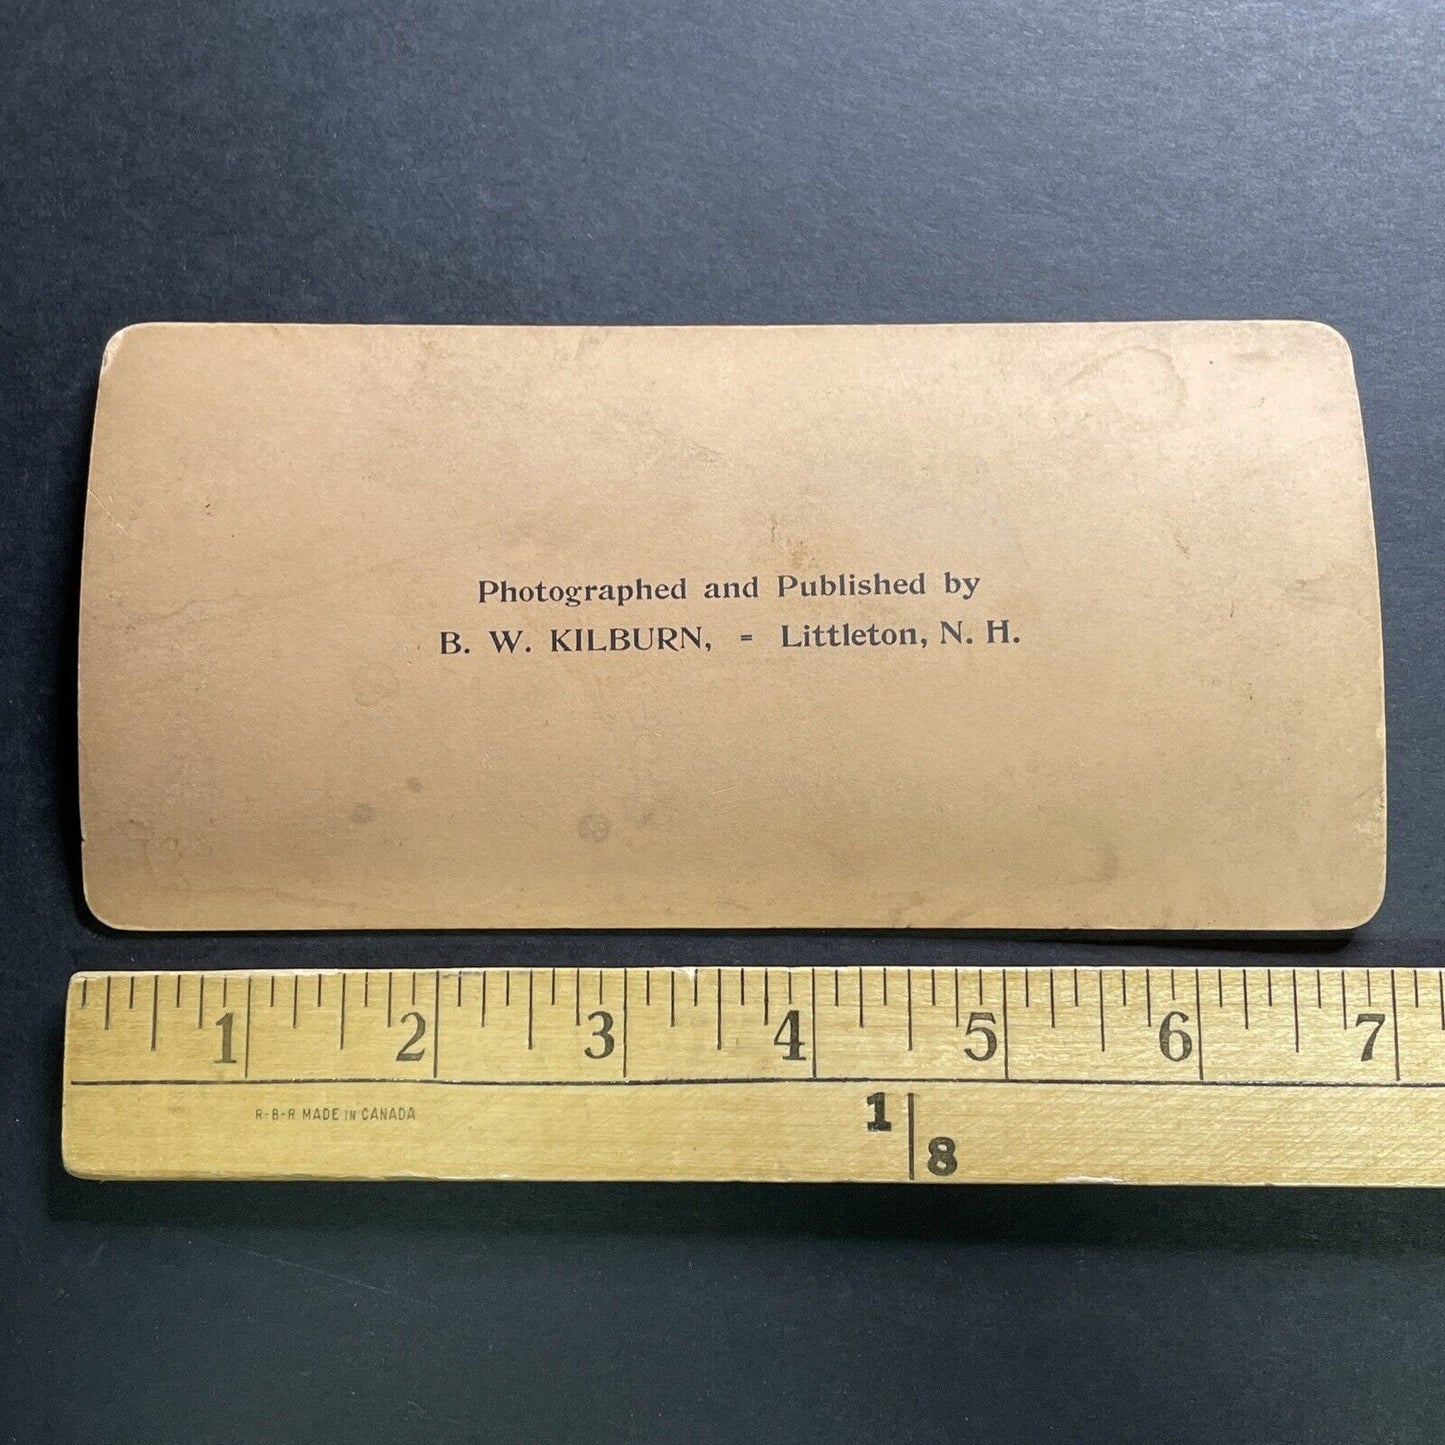 Photographed and Published by
B. W. KILBURN, = Littleton, N. H.
1 2 3 4 5 6 7
R-B-R MADE IN CANADA
1
8